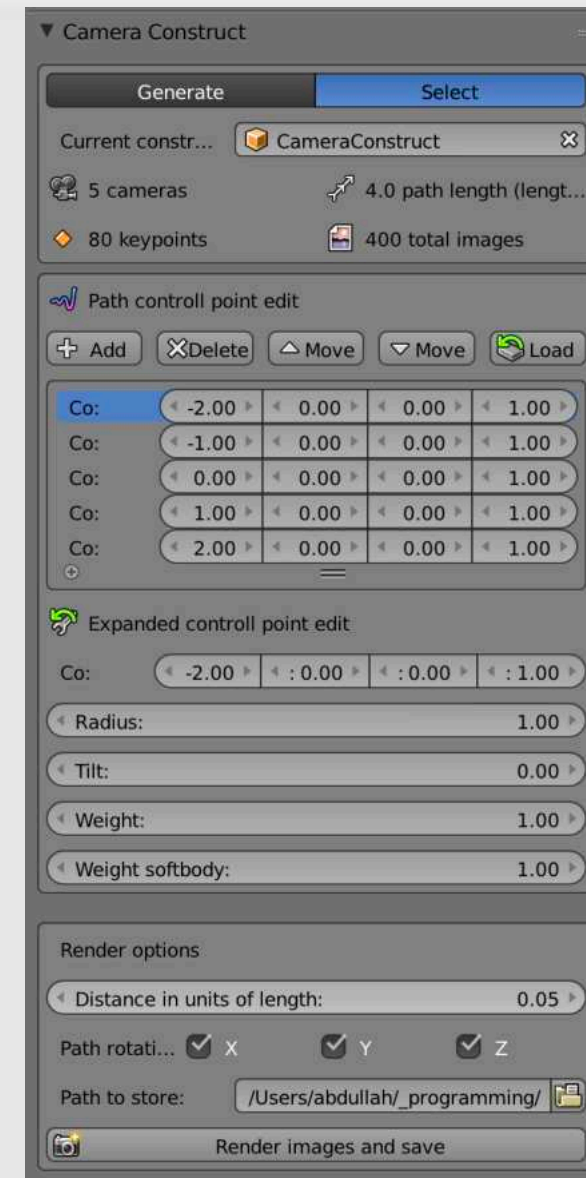 Camera Construct
Generate Select
Current constr... CameraConstruct
5 cameras 4.0 path length (lengt...
80 keypoints 400 total images
Path controll point edit
Add Delete Move Move Load
Co: -2.00 0.00 0.00 1.00
Co: -1.00 0.00 0.00 1.00
Co: 0.00 0.00 0.00 1.00
Co: 1.00 0.00 0.00 1.00
Co: 2.00 0.00 0.00 1.00
Expanded controll point edit
Co: -2.00 : 0.00 : 0.00 : 1.00
Radius: 1.00
Tilt: 0.00
Weight: 1.00
Weight softbody: 1.00
Render options
Distance in units of length: 0.05
Path rotati... X Y Z
Path to store: /Users/abdullah/_programming/
Render images and save